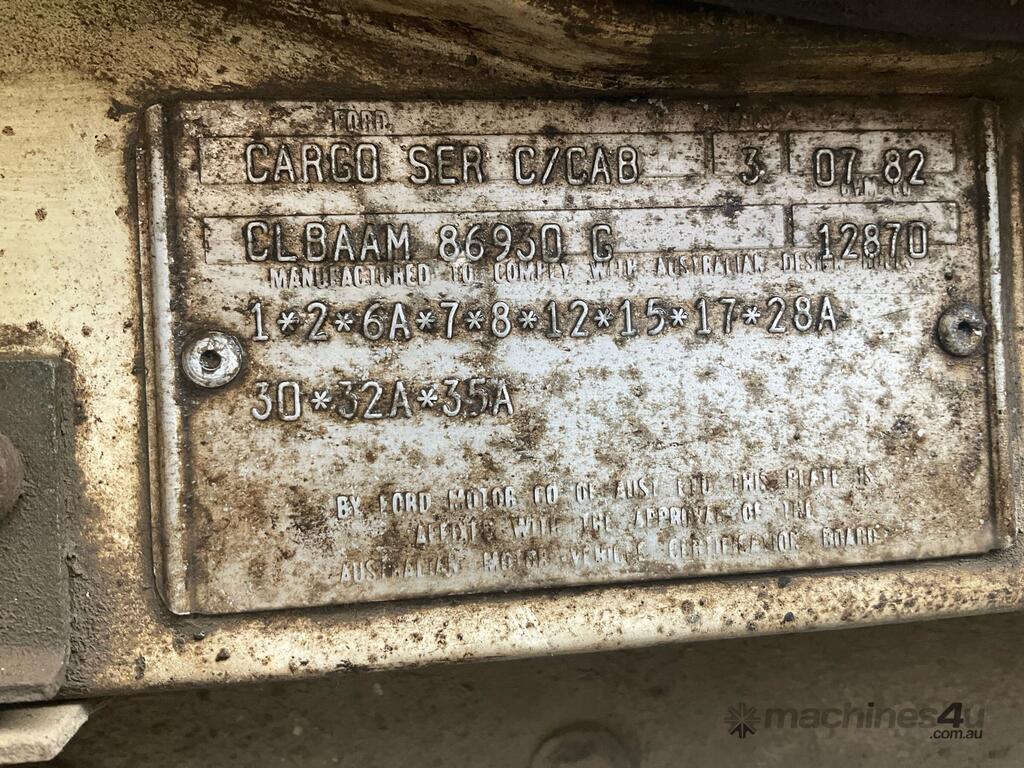 FORD SEATS
CARGO SER C/CAB 3 07 82
CLBAAM 86930 G 12870
MANUFACTURED TO COMPLY WITH AUSTRALIAN DESIGN RULES
1*2*6A*7*8*12*15*17*28A
30*32A*35A
BY FORD MOTOR CO OF AUST LTD THIS PLATE IS
AFFIXED WITH THE APPROVAL OF THE
AUSTRALIAN MOTOR VEHICLE CERTIFICATION BOARD
machines4u
.com.au